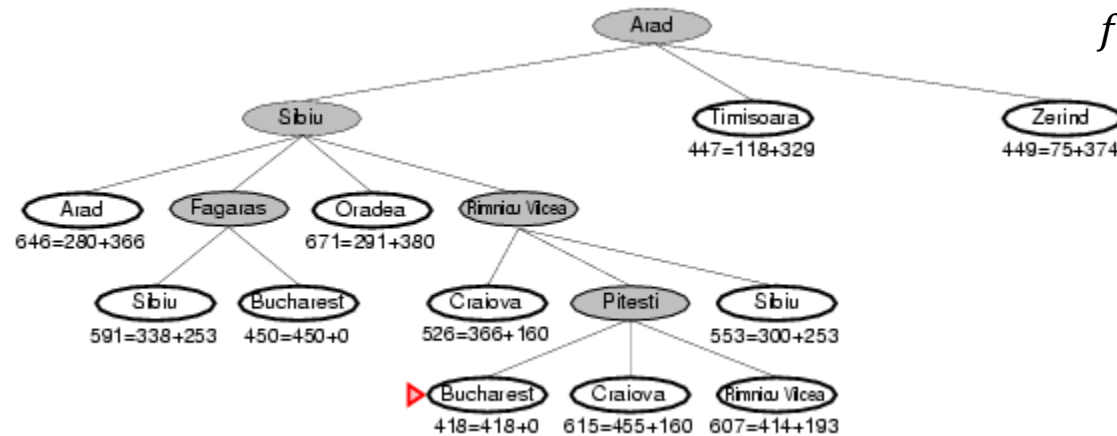 Arad
f
Sibiu
Timisoara
Zerind
447=118+329
449=75+374
Arad
Fagaras
Oradea
Rimnicu Vilcea
646=280+366
671=291+380
Sibiu
Bucharest
Craiova
Pitesti
Sibiu
591=338+253
450=450+0
526=366+160
553=300+253
Bucharest
Craiova
Rimnicu Vilcea
418=418+0
615=455+160
607=414+193